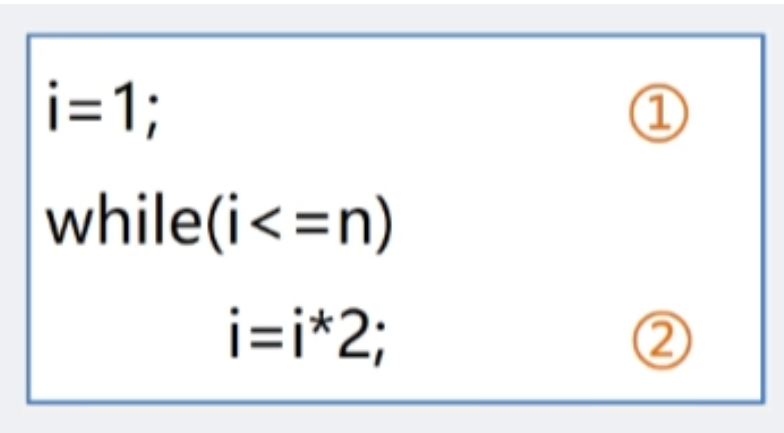 i=1; ①
while(i<=n)
i=i*2; ②